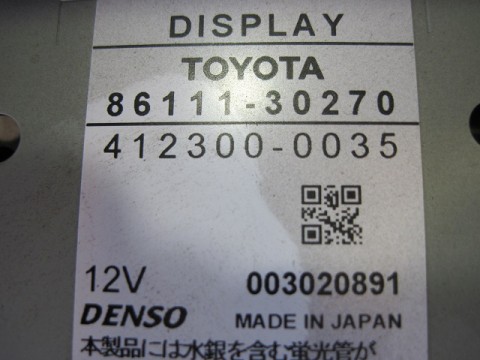 DISPLAY
TOYOTA
86111-30270
412300-0035
12V 003020891
DENSO MADE IN JAPAN
本製品には水銀を含む蛍光管が